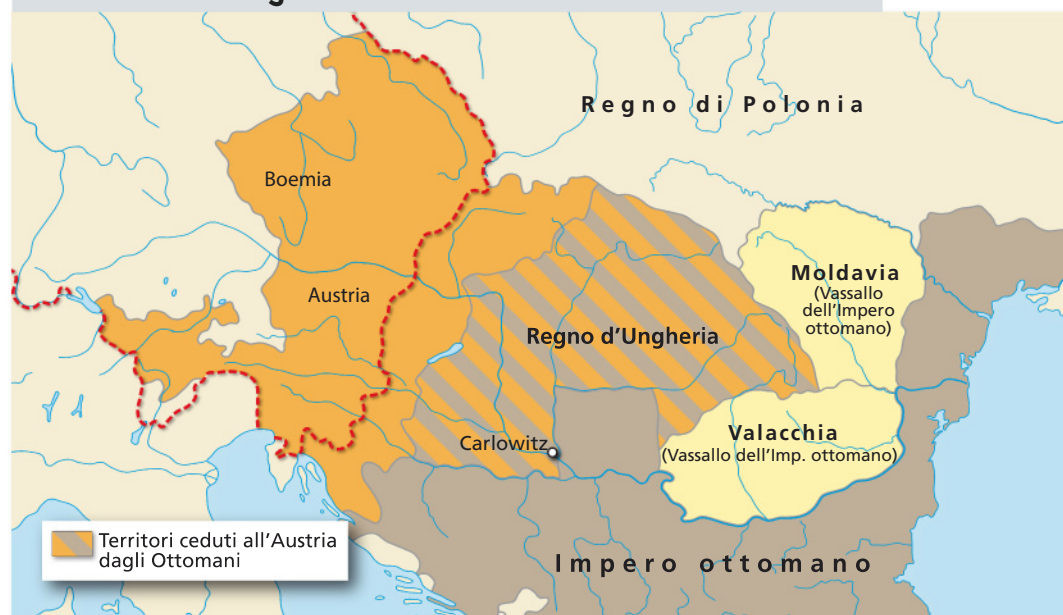 Regno di Polonia
Boemia
Moldavia
(Vassallo
dell'Impero
ottomano)
Austria
Regno d'Ungheria
Valacchia
(Vassallo dell'Imp. ottomano)
Carlowitz
Territori ceduti all'Austria
dagli Ottomani
Impero ottomano